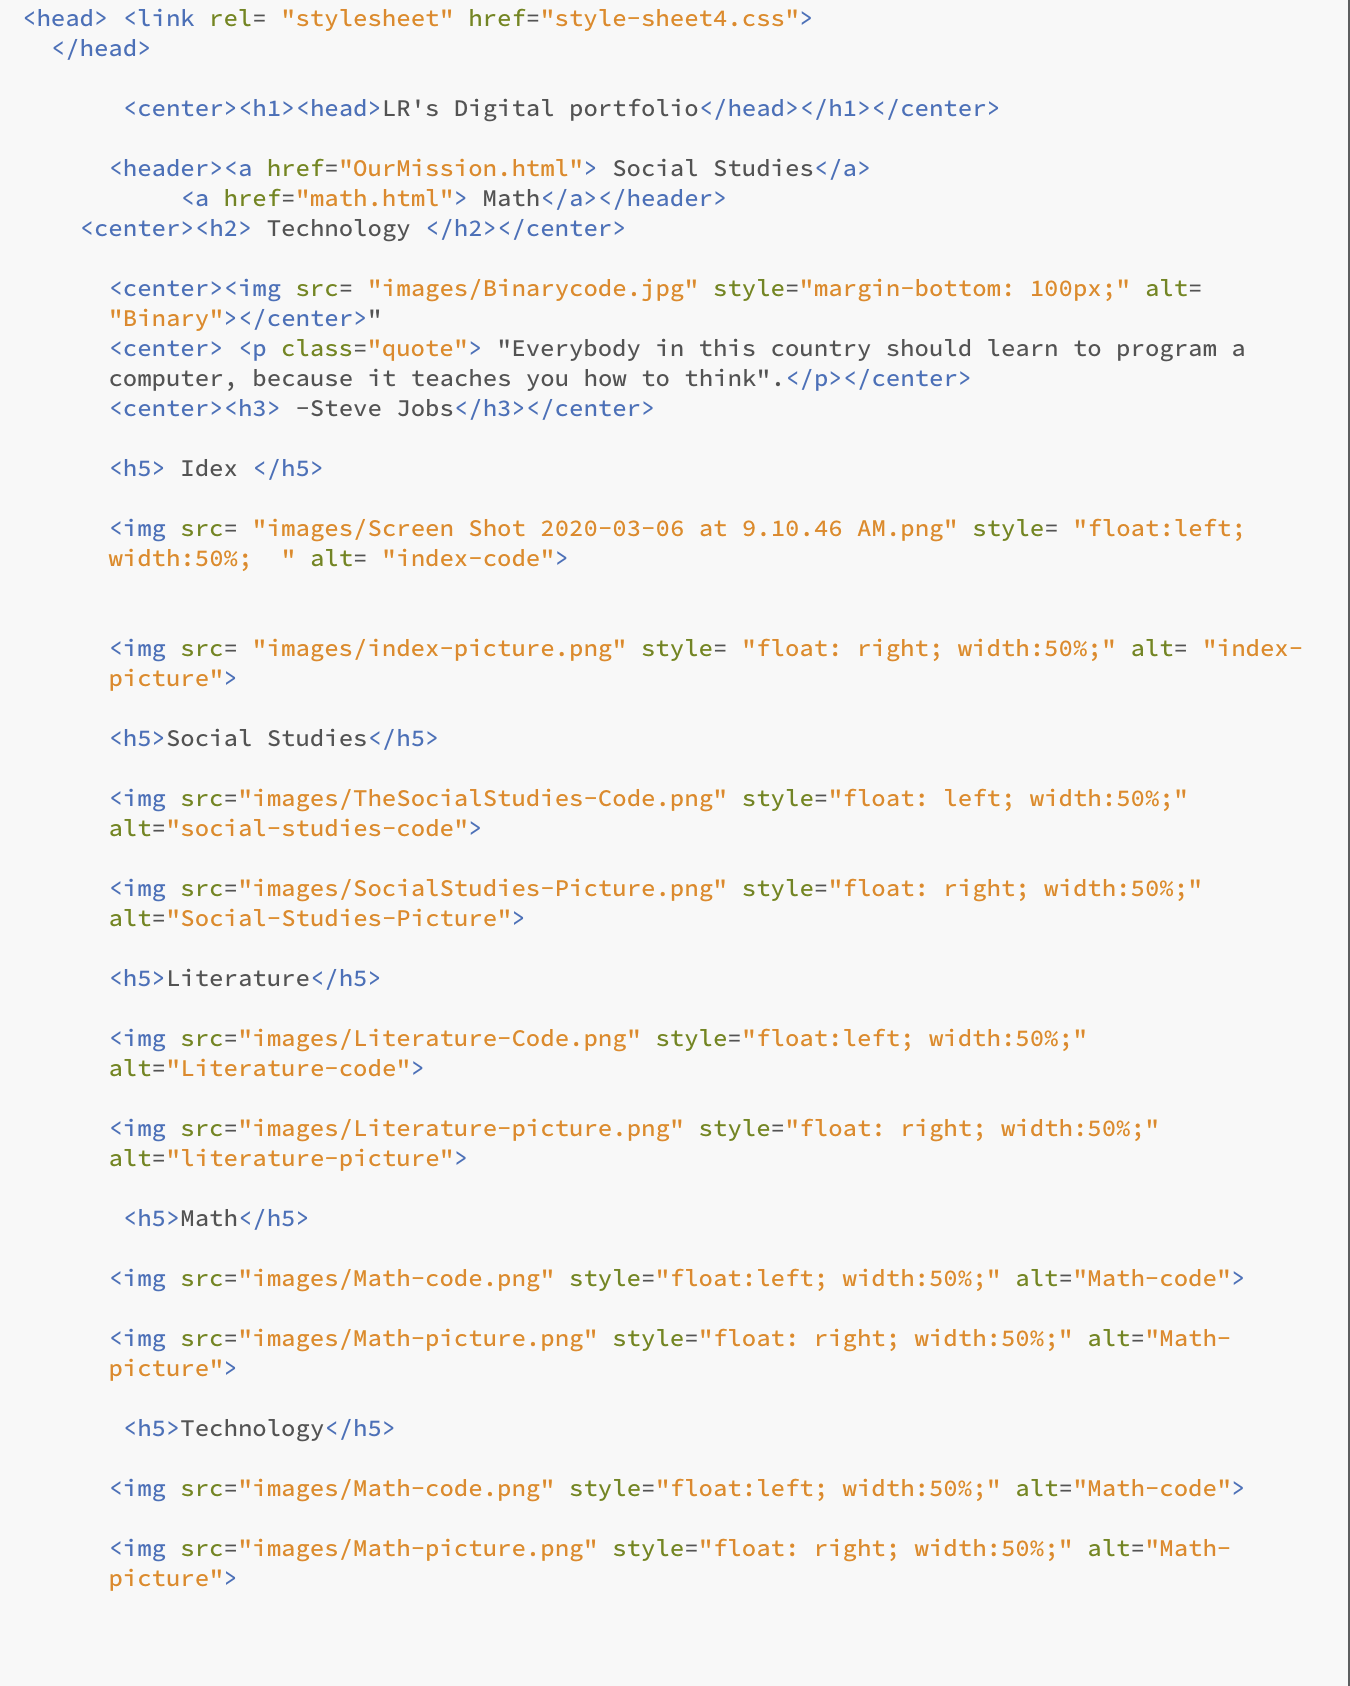 <head> <link rel= "stylesheet" href="style-sheet4.css">
</head>
<center><h1><head>LR's Digital portfolio</head></h1></center>
<header><a href="OurMission.html"> Social Studies</a>
<a href="math.html"> Math</a></header>
<center><h2> Technology </h2></center>
<center><img src= "images/Binarycode.jpg" style="margin-bottom: 100px;" alt=
"Binary"></center>"
<center> <p class="quote"> "Everybody in this country should learn to program a
computer, because it teaches you how to think".</p></center>
<center><h3> -Steve Jobs</h3></center>
<h5> Idex </h5>
<img src= "images/Screen Shot 2020-03-06 at 9.10.46 AM.png" style= "float:left;
width:50%;  " alt= "index-code">
<img src= "images/index-picture.png" style= "float: right; width:50%;" alt= "index-
picture">
<h5>Social Studies</h5>
<img src="images/TheSocialStudies-Code.png" style="float: left; width:50%;"
alt="social-studies-code">
<img src="images/SocialStudies-Picture.png" style="float: right; width:50%;"
alt="Social-Studies-Picture">
<h5>Literature</h5>
<img src="images/Literature-Code.png" style="float:left; width:50%;"
alt="Literature-code">
<img src="images/Literature-picture.png" style="float: right; width:50%;"
alt="literature-picture">
<h5>Math</h5>
<img src="images/Math-code.png" style="float:left; width:50%;" alt="Math-code">
<img src="images/Math-picture.png" style="float: right; width:50%;" alt="Math-
picture">
<h5>Technology</h5>
<img src="images/Math-code.png" style="float:left; width:50%;" alt="Math-code">
<img src="images/Math-picture.png" style="float: right; width:50%;" alt="Math-
picture">